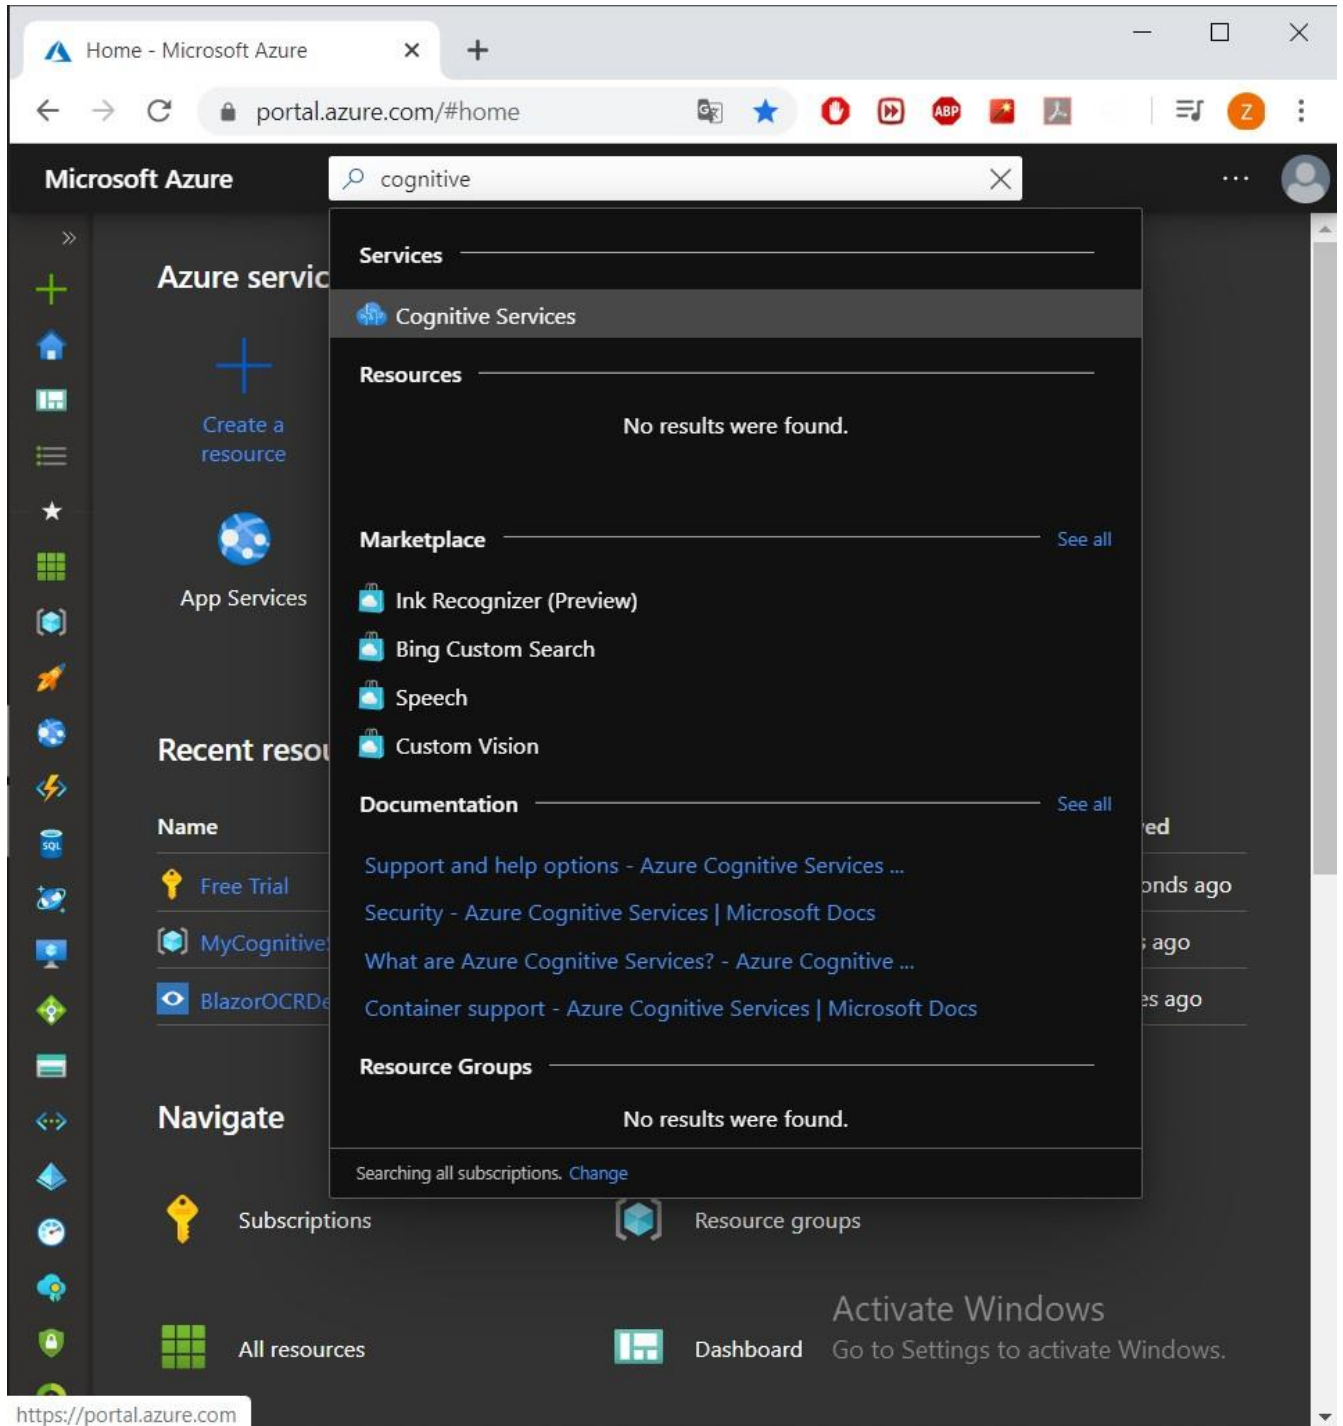 Home - Microsoft Azure
portal.azure.com/#home
ABP
Z
Microsoft Azure
cognitive
Services
Azure servic
Cognitive Services
Resources
No results were found.
Create a
resource
Marketplace
See all
Ink Recognizer (Preview)
App Services
Bing Custom Search
Speech
Custom Vision
Recent resou
Documentation
See all
Name
ed
SQL
Support and help options - Azure Cognitive Services ...
Free Trial
onds ago
Security - Azure Cognitive Services | Microsoft Docs
MyCognitive
s ago
What are Azure Cognitive Services? - Azure Cognitive ...
BlazorOCRDe
es ago
Container support - Azure Cognitive Services | Microsoft Docs
Resource Groups
Navigate
No results were found.
Searching all subscriptions. Change
Subscriptions
Resource groups
Activate Windows
All resources
Dashboard
Go to Settings to activate Windows.
https://portal.azure.com